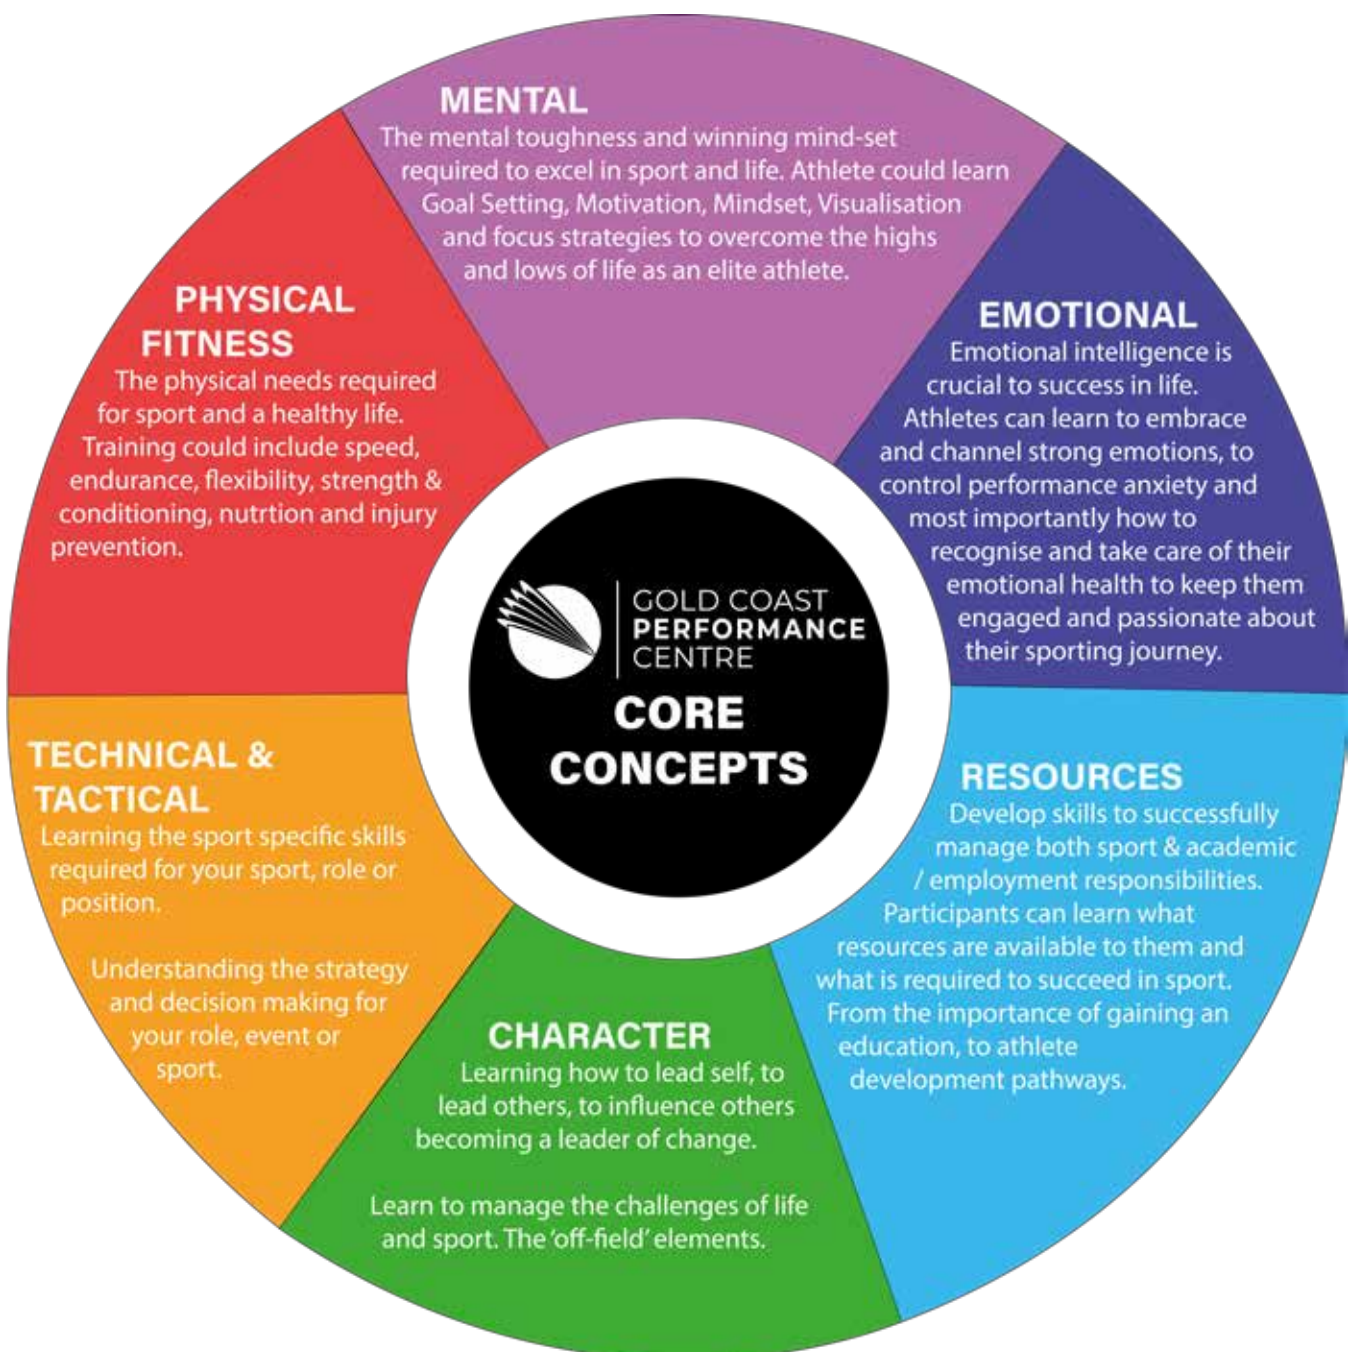 MENTAL
The mental toughness and winning mind-set
required to excel in sport and life. Athlete could learn
Goal Setting, Motivation, Mindset, Visualisation
and focus strategies to overcome the highs
and lows of life as an elite athlete.
EMOTIONAL
Emotional intelligence is
crucial to success in life.
Athletes can learn to embrace
and channel strong emotions, to
control performance anxiety and
most importantly how to
recognise and take care of their
emotional health to keep them
engaged and passionate about
their sporting journey.
RESOURCES
Develop skills to successfully
manage both sport & academic
/ employment responsibilities.
Participants can learn what
resources are available to them and
what is required to succeed in sport.
From the importance of gaining an
education, to athlete
development pathways.
CHARACTER
Learning how to lead self, to
lead others, to influence others
becoming a leader of change.
Learn to manage the challenges of life
and sport. The 'off-field' elements.
TECHNICAL &
TACTICAL
Learning the sport specific skills
required for your sport, role or
position.
Understanding the strategy
and decision making for
your role, event or
sport.
PHYSICAL
FITNESS
The physical needs required
for sport and a healthy life.
Training could include speed,
endurance, flexibility, strength &
conditioning, nutrtion and injury
prevention.
GOLD COAST
PERFORMANCE
CENTRE
CORE
CONCEPTS